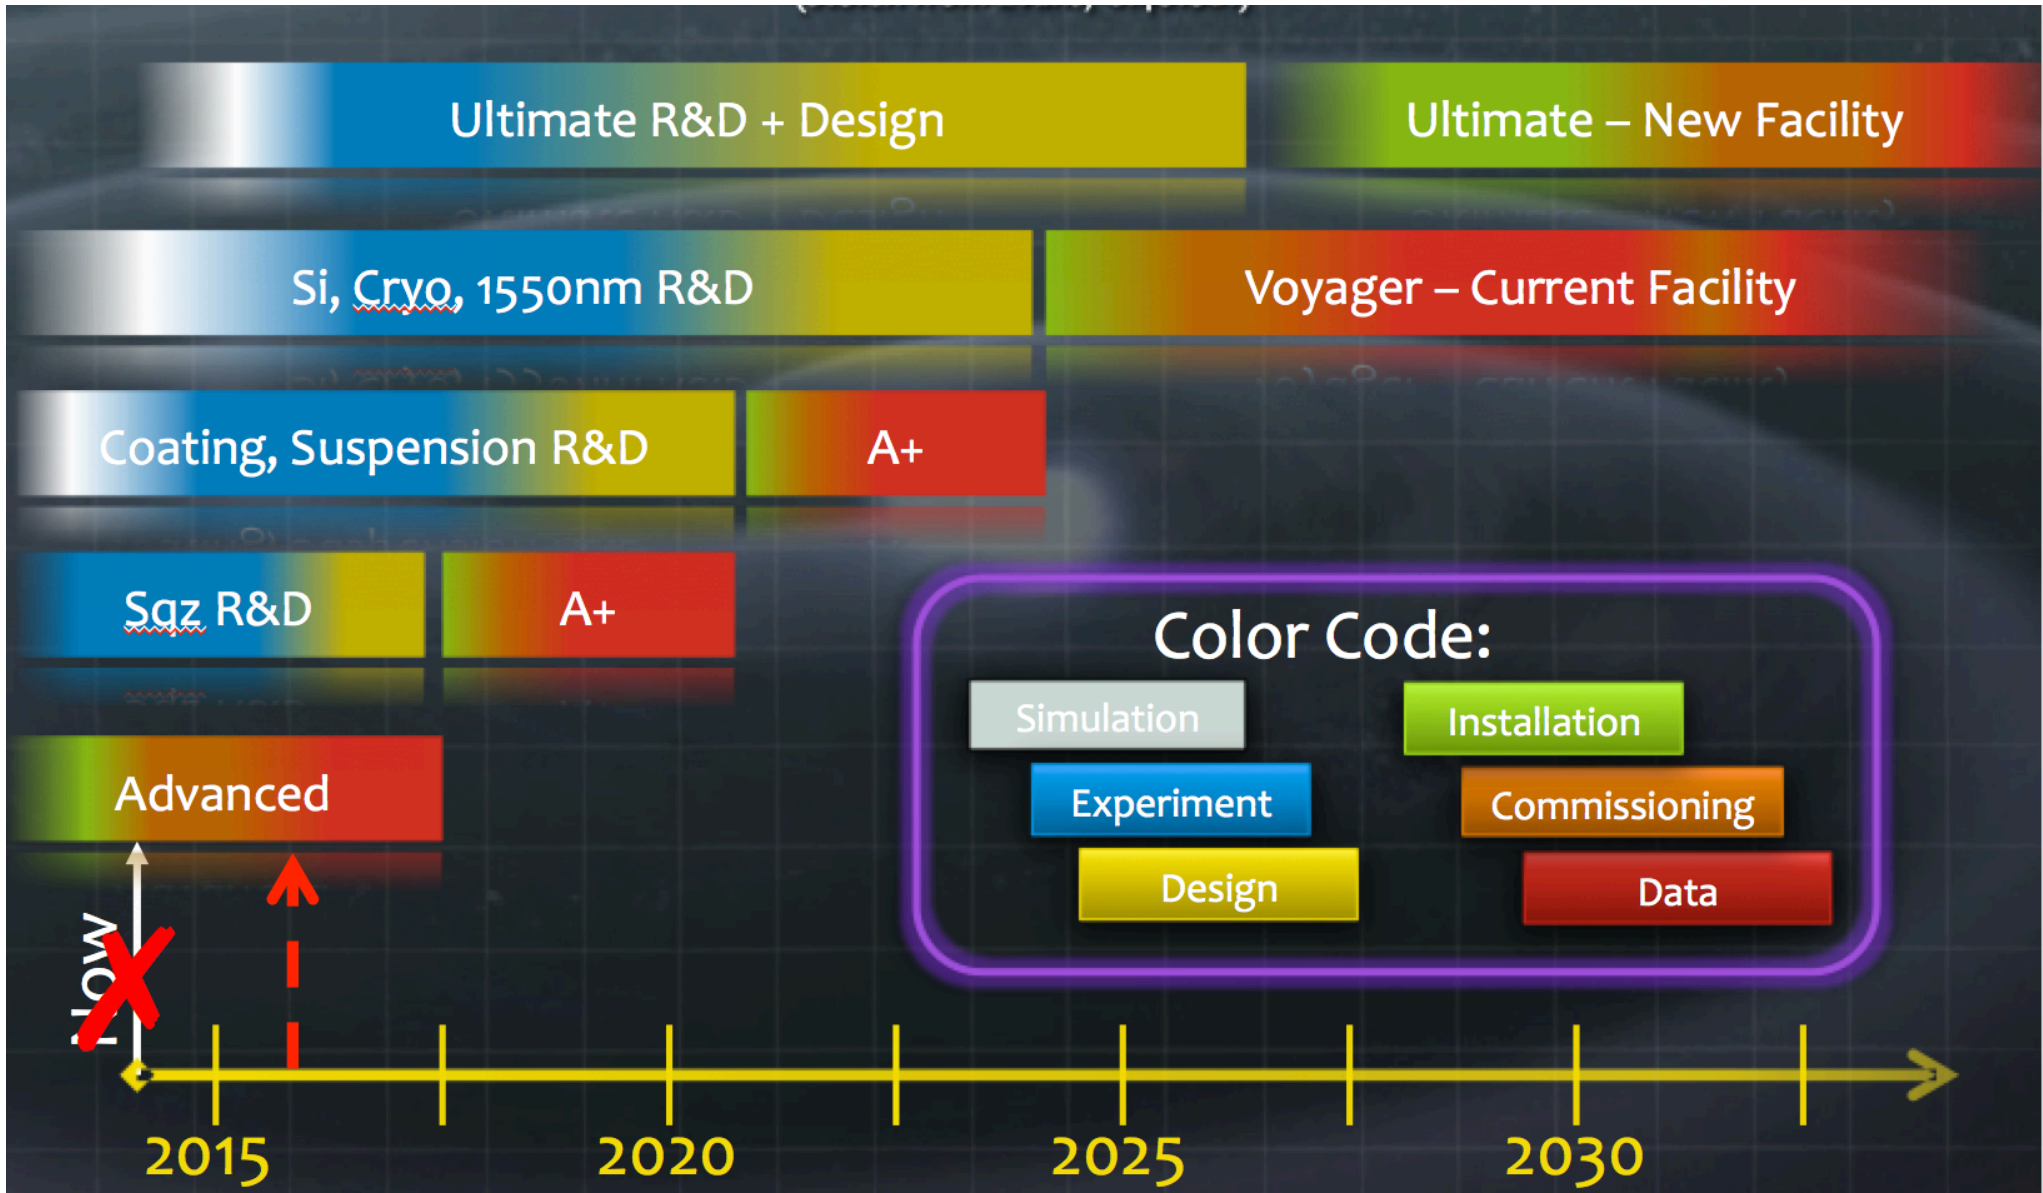 Ultimate R&D + Design
Ultimate – New Facility
Si, Cryo, 1550nm R&D
Voyager – Current Facility
Coating, Suspension R&D
A+
Sqz R&D
A+
Advanced
Color Code:
Simulation
Installation
Experiment
Commissioning
Design
Data
Now
2015
2020
2025
2030